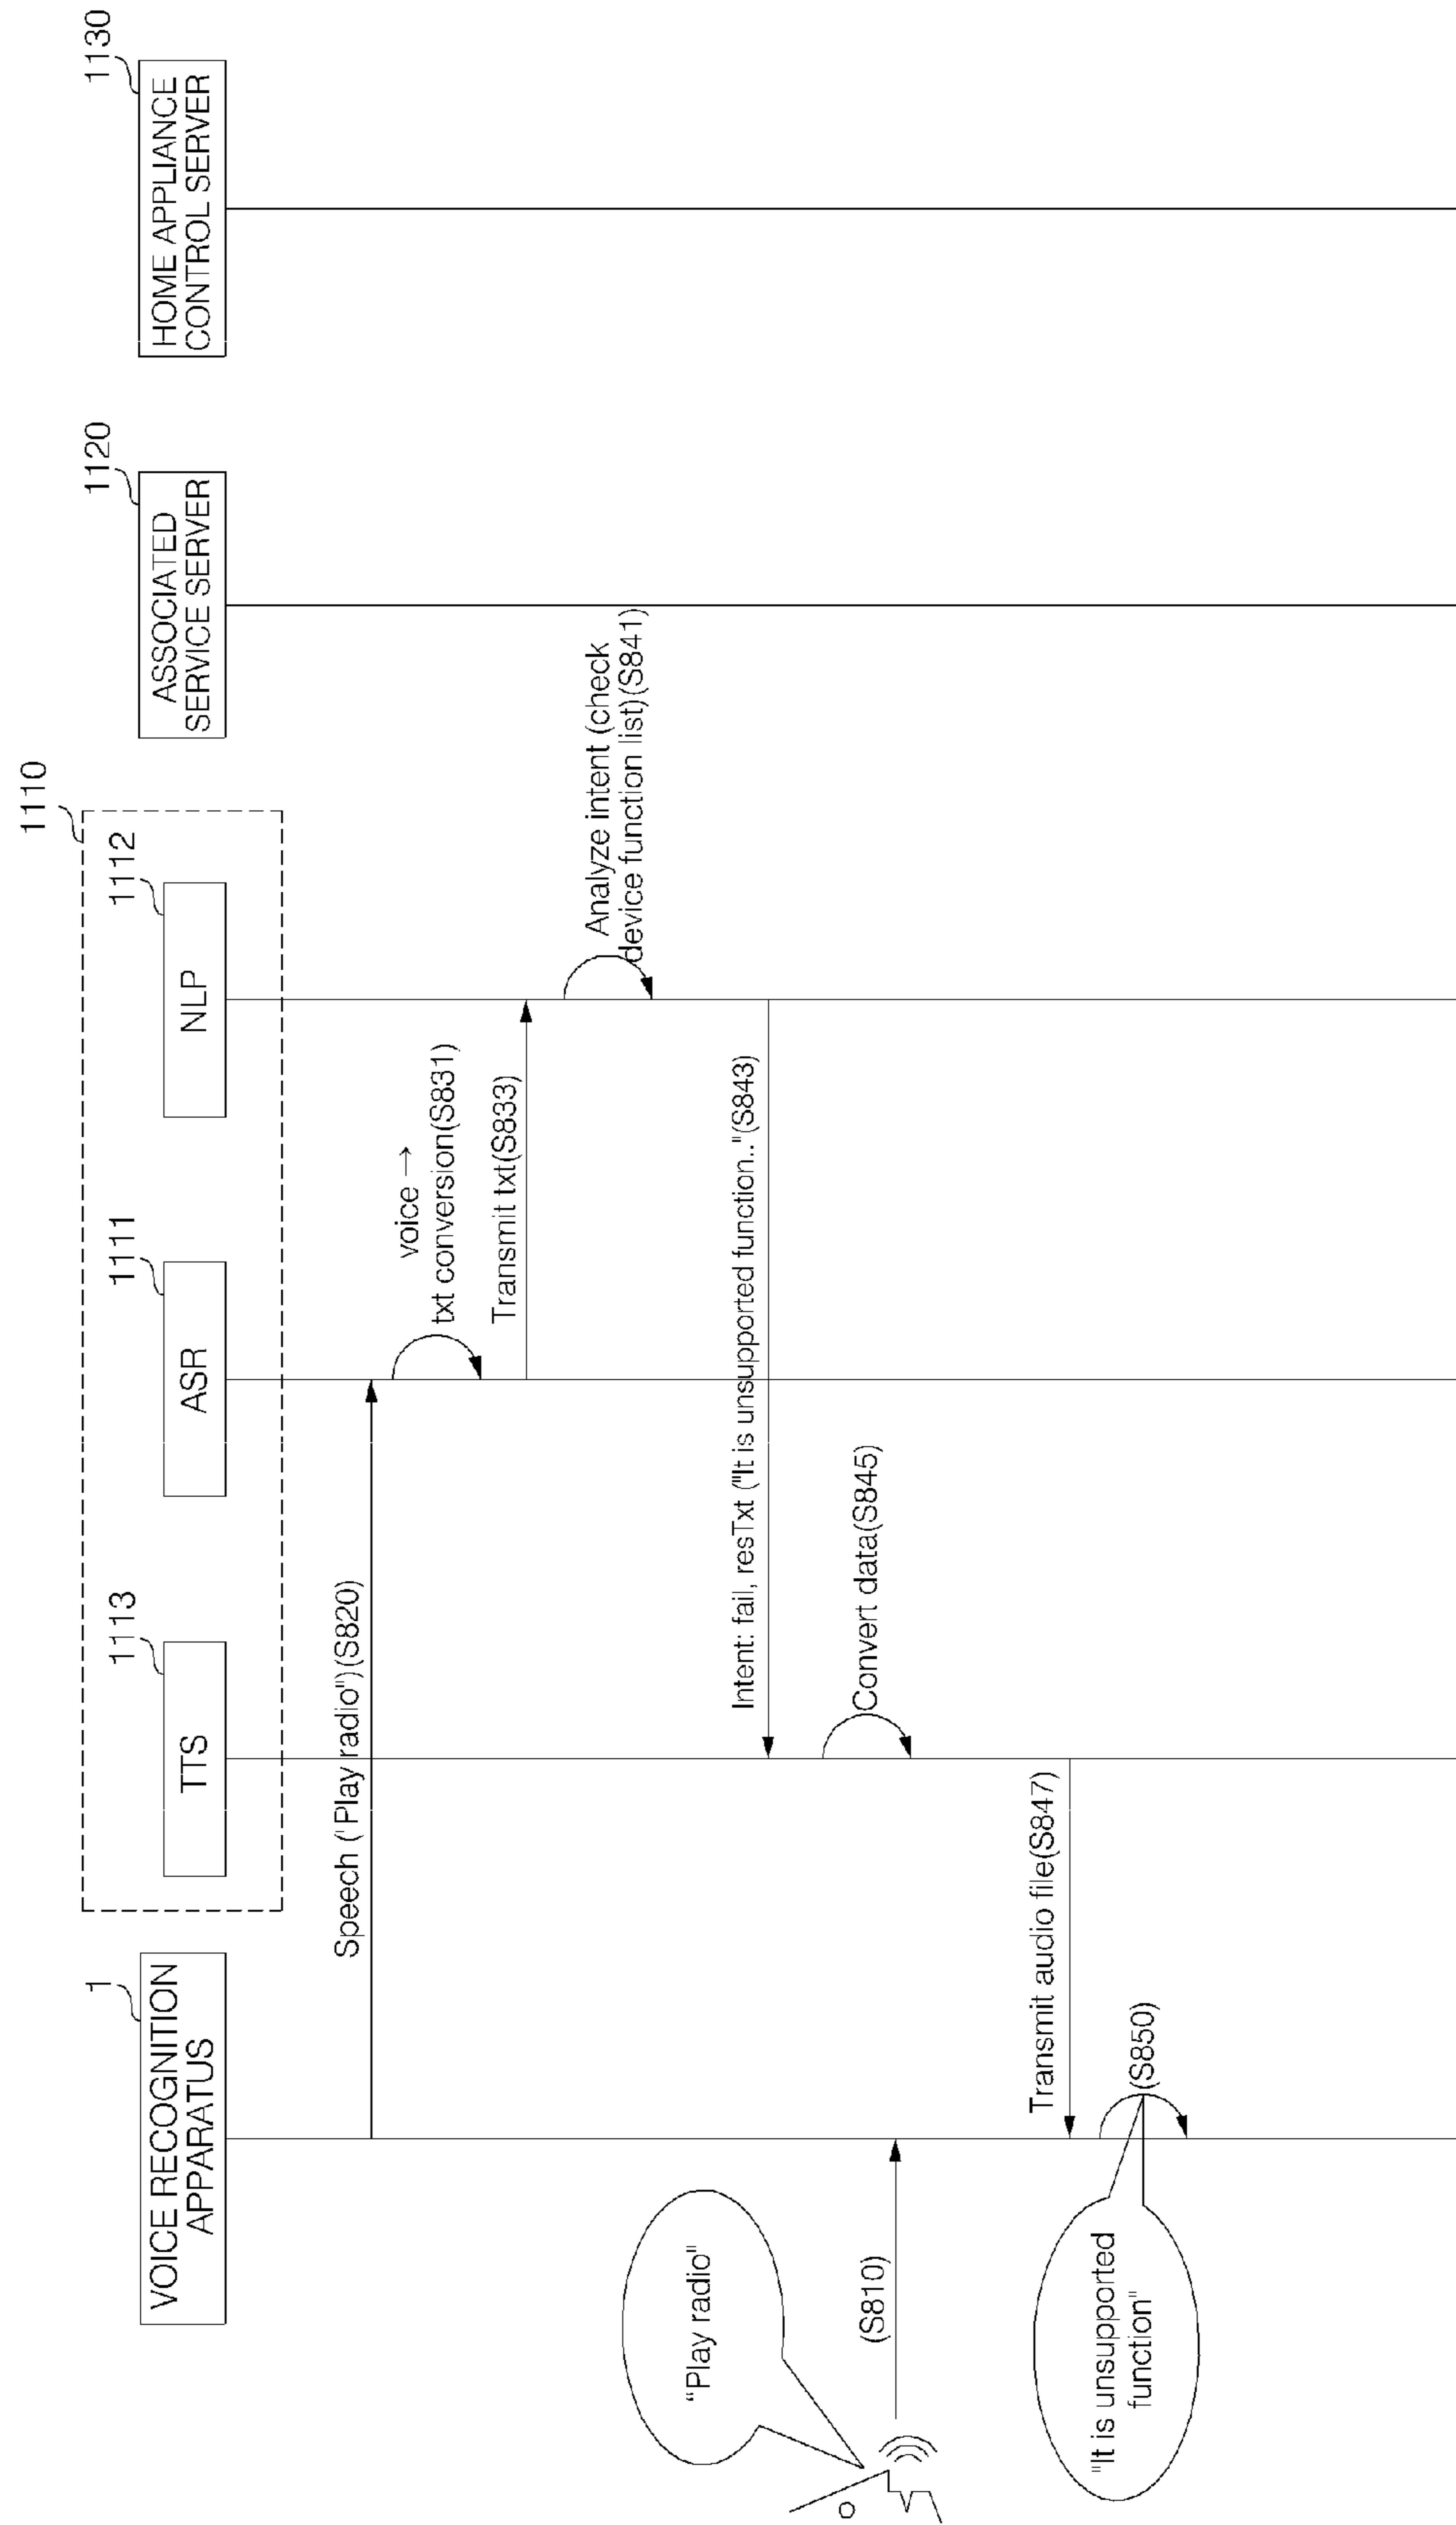 1110
1
VOICE RECOGNITION
APPARATUS
1113
TTS
1111
ASR
1112
NLP
1120
ASSOCIATED
SERVICE SERVER
1130
HOME APPLIANCE
CONTROL SERVER
Speech ('Play radio")(S820)
voice →
txt conversion(S831)
Transmit txt(S833)
Analyze intent (check
device function list)(S841)
"Play radio"
Intent: fail, resTxt ("It is unsupported function.."(S843)
Convert data(S845)
(S810)
Transmit audio file(S847)
(S850)
"It is unsupported
function"